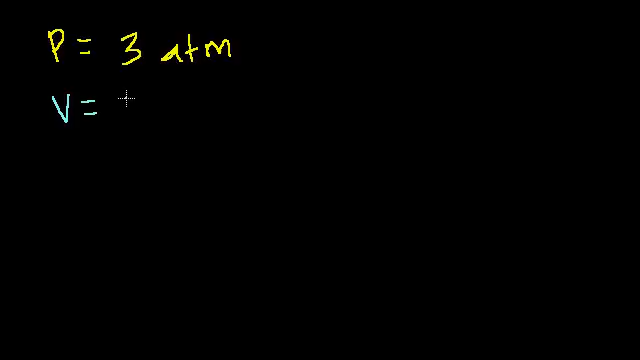 P = 3 atm
V =